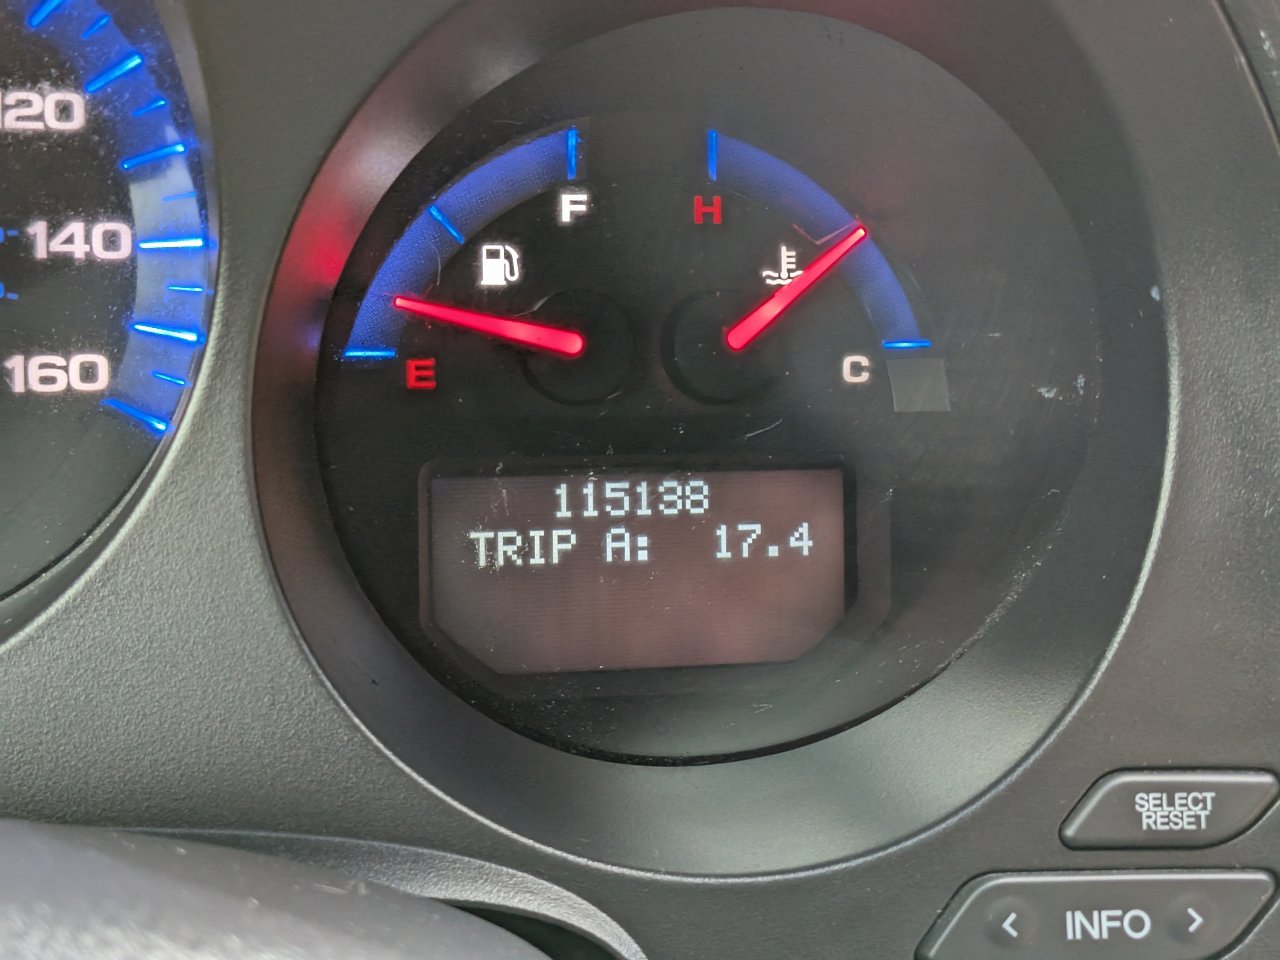 120
140
160
F
H
E
C
115138
TRIP A: 17.4
SELECT
RESET
< INFO >